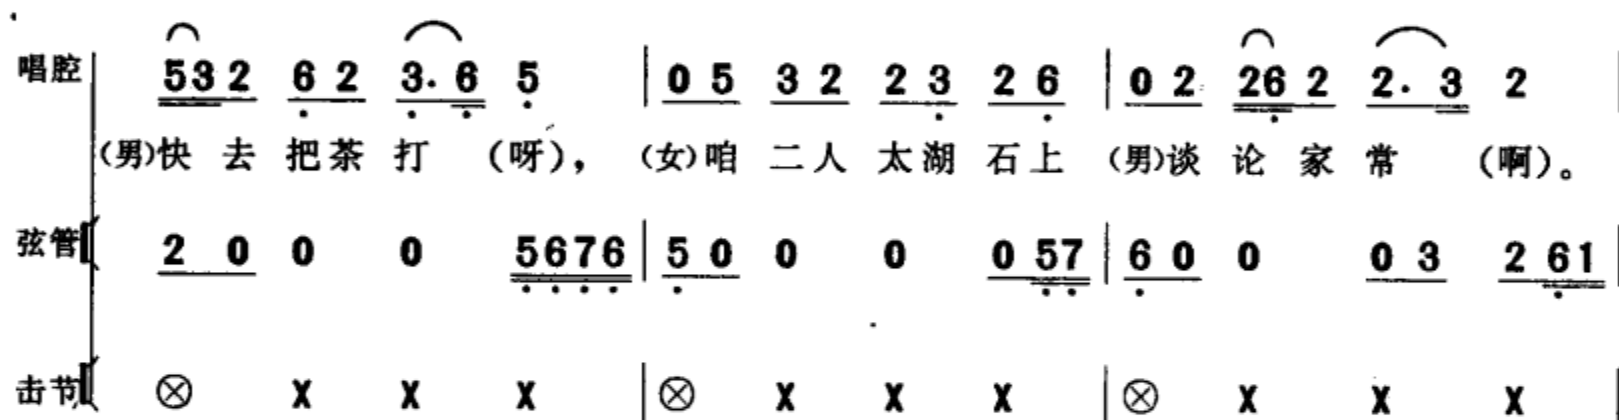 唱腔 532 62 3·6 5 | 05 32 23 26 | 02 262 2·3 2
(男)快 去 把茶 打 (呀)， (女)咱 二人 太湖 石上 (男)谈 论 家 常 (啊)。
弦管 2 0 0 0 5676 | 5 0 0 0 0 57 | 6 0 0 0 3 2 61 |
击节 ⊗ X X X | ⊗ X X X | ⊗ X X X |